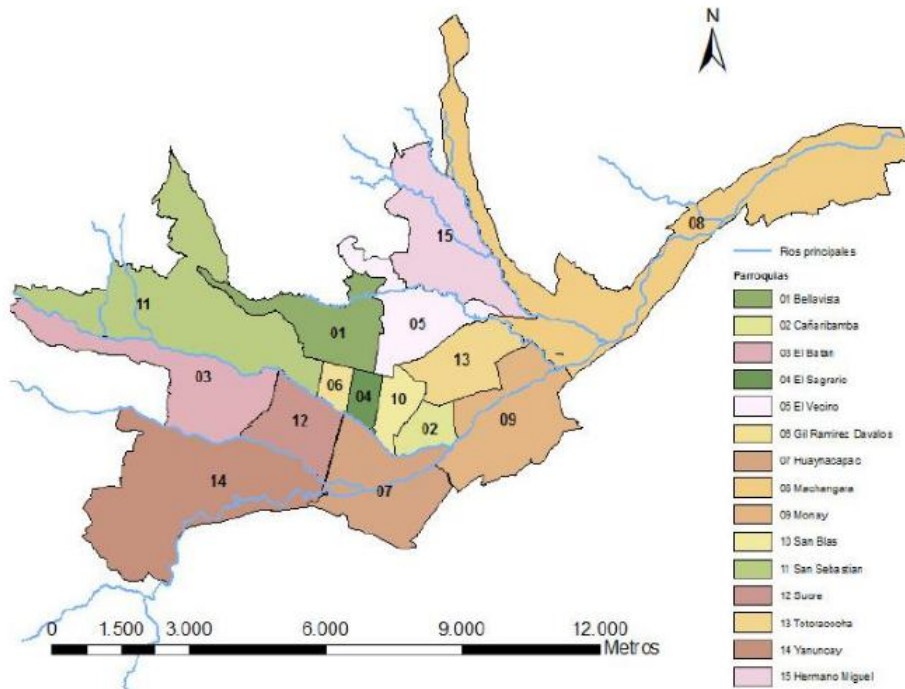 N
15
08
11
01
05
13
03
06
04
10
12
02
09
14
07
Rios principales
Parroquias
01 Bellavista
02 Cañaribamba
03 El Batan
04 El Sagrario
05 El Vecino
06 Gil Ramirez Davalos
07 Huaynacapac
08 Machangara
09 Monay
10 San Blas
11 San Sebastian
12 Sucre
13 Totoracocha
14 Yanuncay
15 Hermano Miguel
0 1.500 3.000 6.000 9.000 12.000
Metros